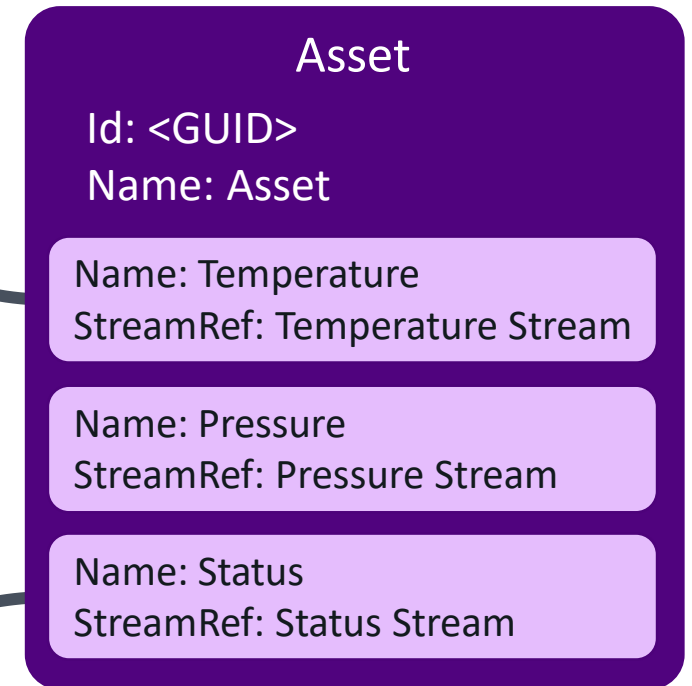 Asset
Id: <GUID>
Name: Asset
Name: Temperature
StreamRef: Temperature Stream
Name: Pressure
StreamRef: Pressure Stream
Name: Status
StreamRef: Status Stream